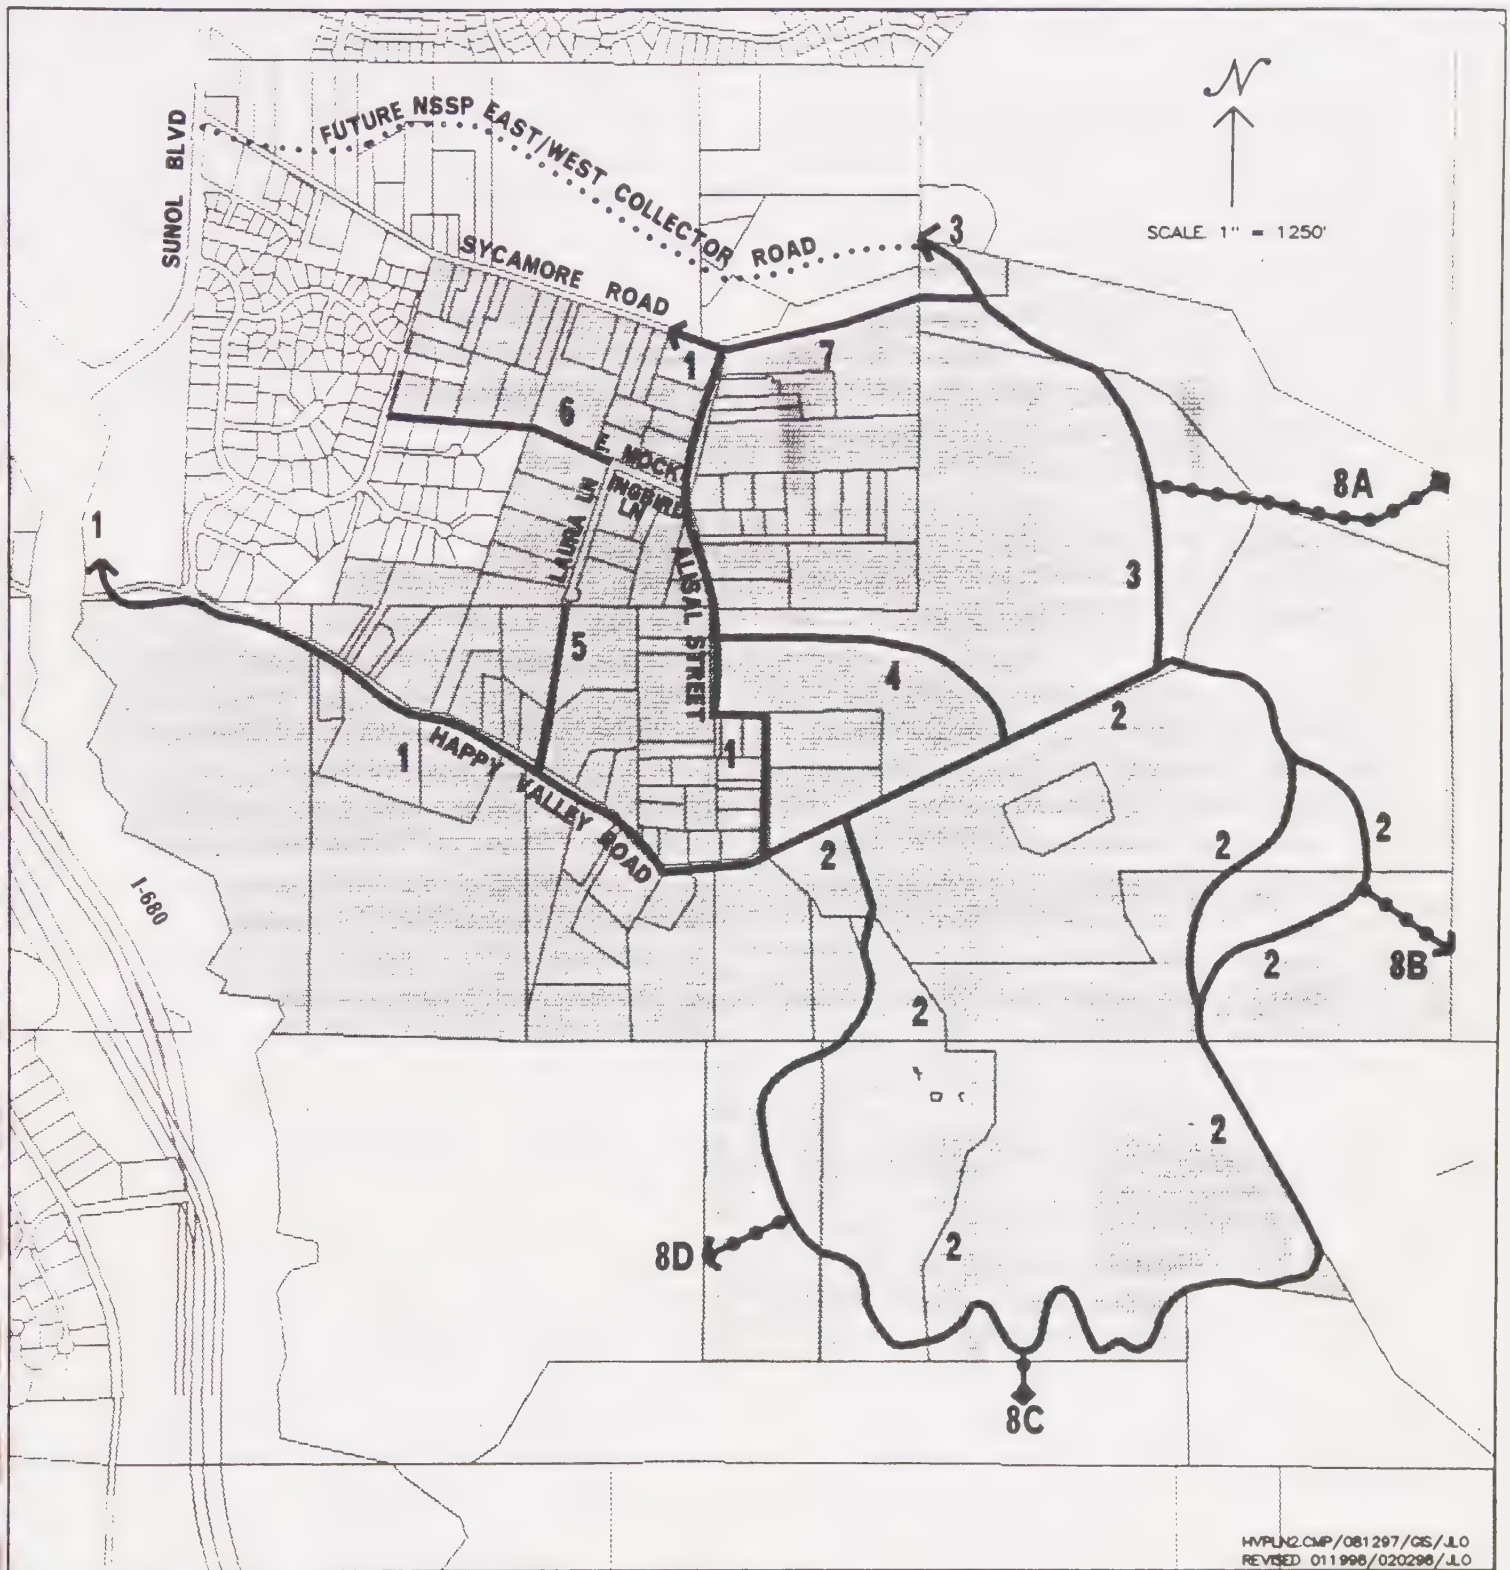 N
SCALE 1" = 1250'
SUNOL BLVD
FUTURE NSSP EAST/WEST COLLECTOR ROAD
3
SYCAMORE ROAD
1
7
6
E. MOCK
INGBIRD
LN
LAURA LN
8A
1
ALISAL STREET
3
5
4
2
1
HAPPY VALLEY ROAD
1
2
2
2
I-680
2
8B
2
2
8D
2
8C
HVPLN2.CMP/081297/GIS/JLO
REVISED 011998/020298/JLO